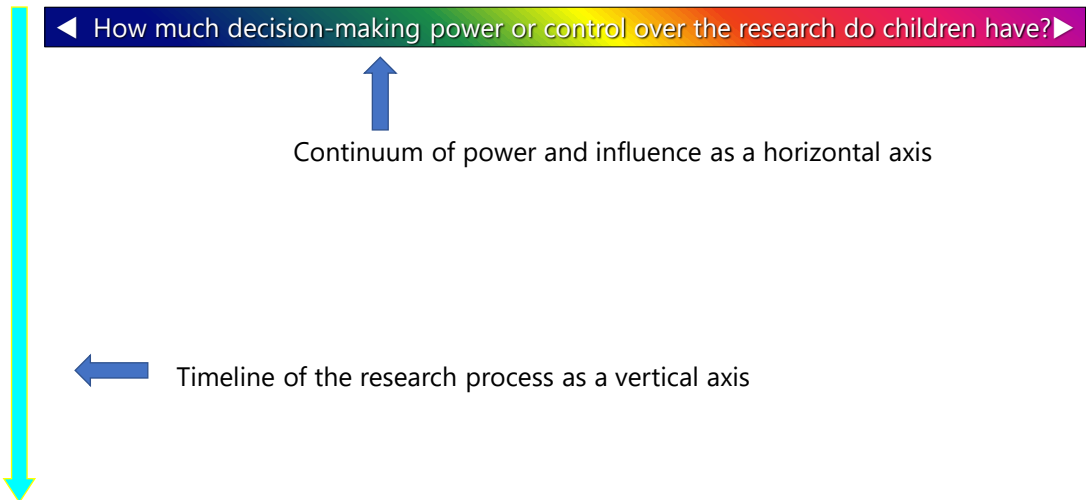 ◀ How much decision-making power or control over the research do children have?▶
Continuum of power and influence as a horizontal axis
Timeline of the research process as a vertical axis